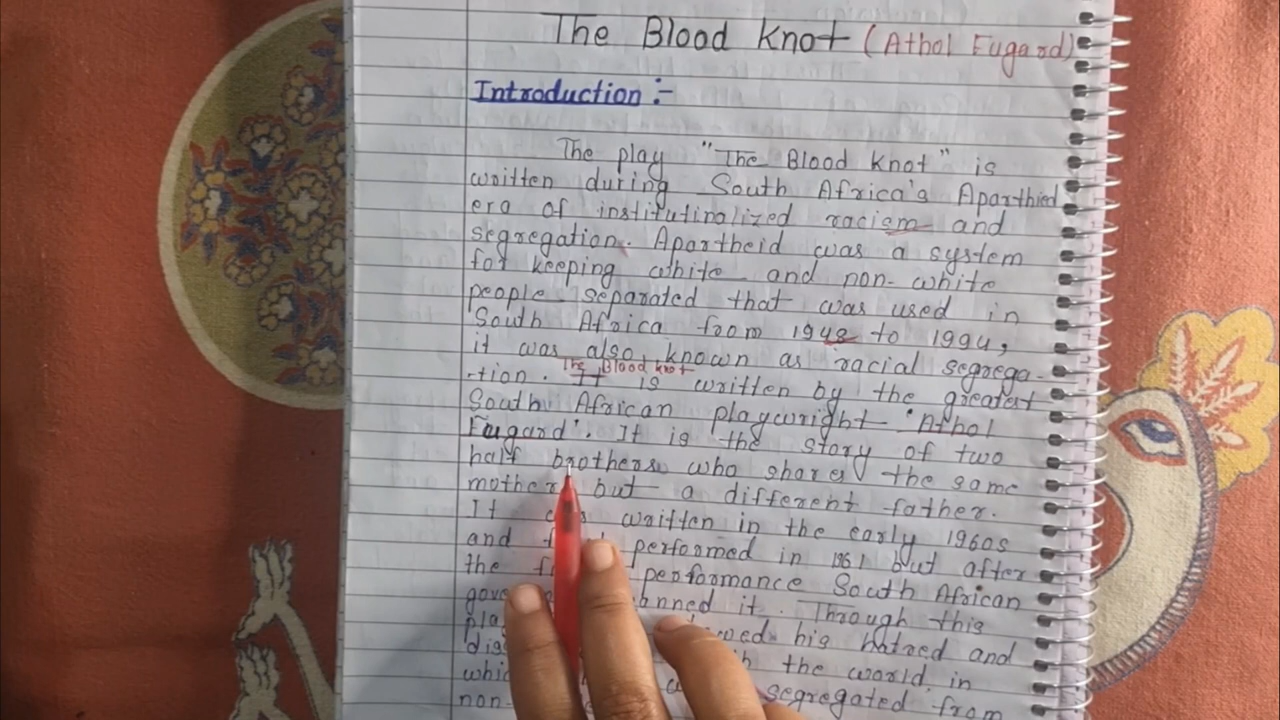 The Blood Knot (Athol Fugard)
Introduction :-
The play "The Blood Knot" is
written during South Africa's Aparthied
era of institutinalized racism and
segregation. Apartheid was a system
for keeping white and non-white
people separated that was used in
South Africa from 1948 to 1994,
it was also known as racial segrega
The Blood knot
-tion. It is written by the greatest
South African playwright 'Athol
Fugard'. It is the story of two
half brothers who shares the same
mother but a different father.
It written in the early 1960s
and performed in 1961 but after
the performance South African
banned it. Through this
his hatred and
the world in
segregated from
non-